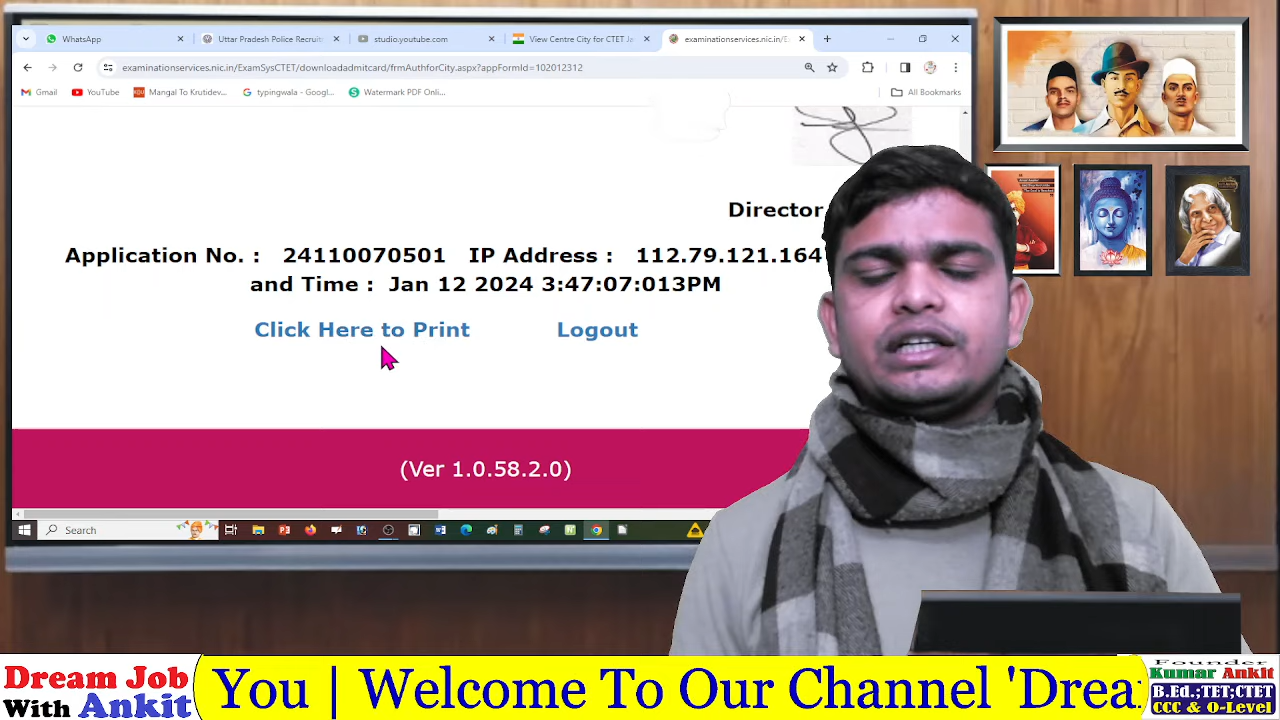 WhatsApp
Uttar Pradesh Police Recruitm
studio.youtube.com
View Centre City for CTET Ja
examinationservices.nic.in/E
examinationservices.nic.in/ExamSysCTET/downloadadmitcard/frmAuthforCity.aspx?appFormId=102012312
Gmail
YouTube
Mangal To Krutidev...
typingwala - Googl...
Watermark PDF Onli...
All Bookmarks
Director
Application No. : 24110070501 IP Address : 112.79.121.164
and Time : Jan 12 2024 3:47:07:013PM
Click Here to Print
Logout
(Ver 1.0.58.2.0)
Search
Dream Job
With Ankit
You | Welcome To Our Channel 'Drea
Founder
Kumar Ankit
B.Ed.;TET;CTET
CCC & O-Level